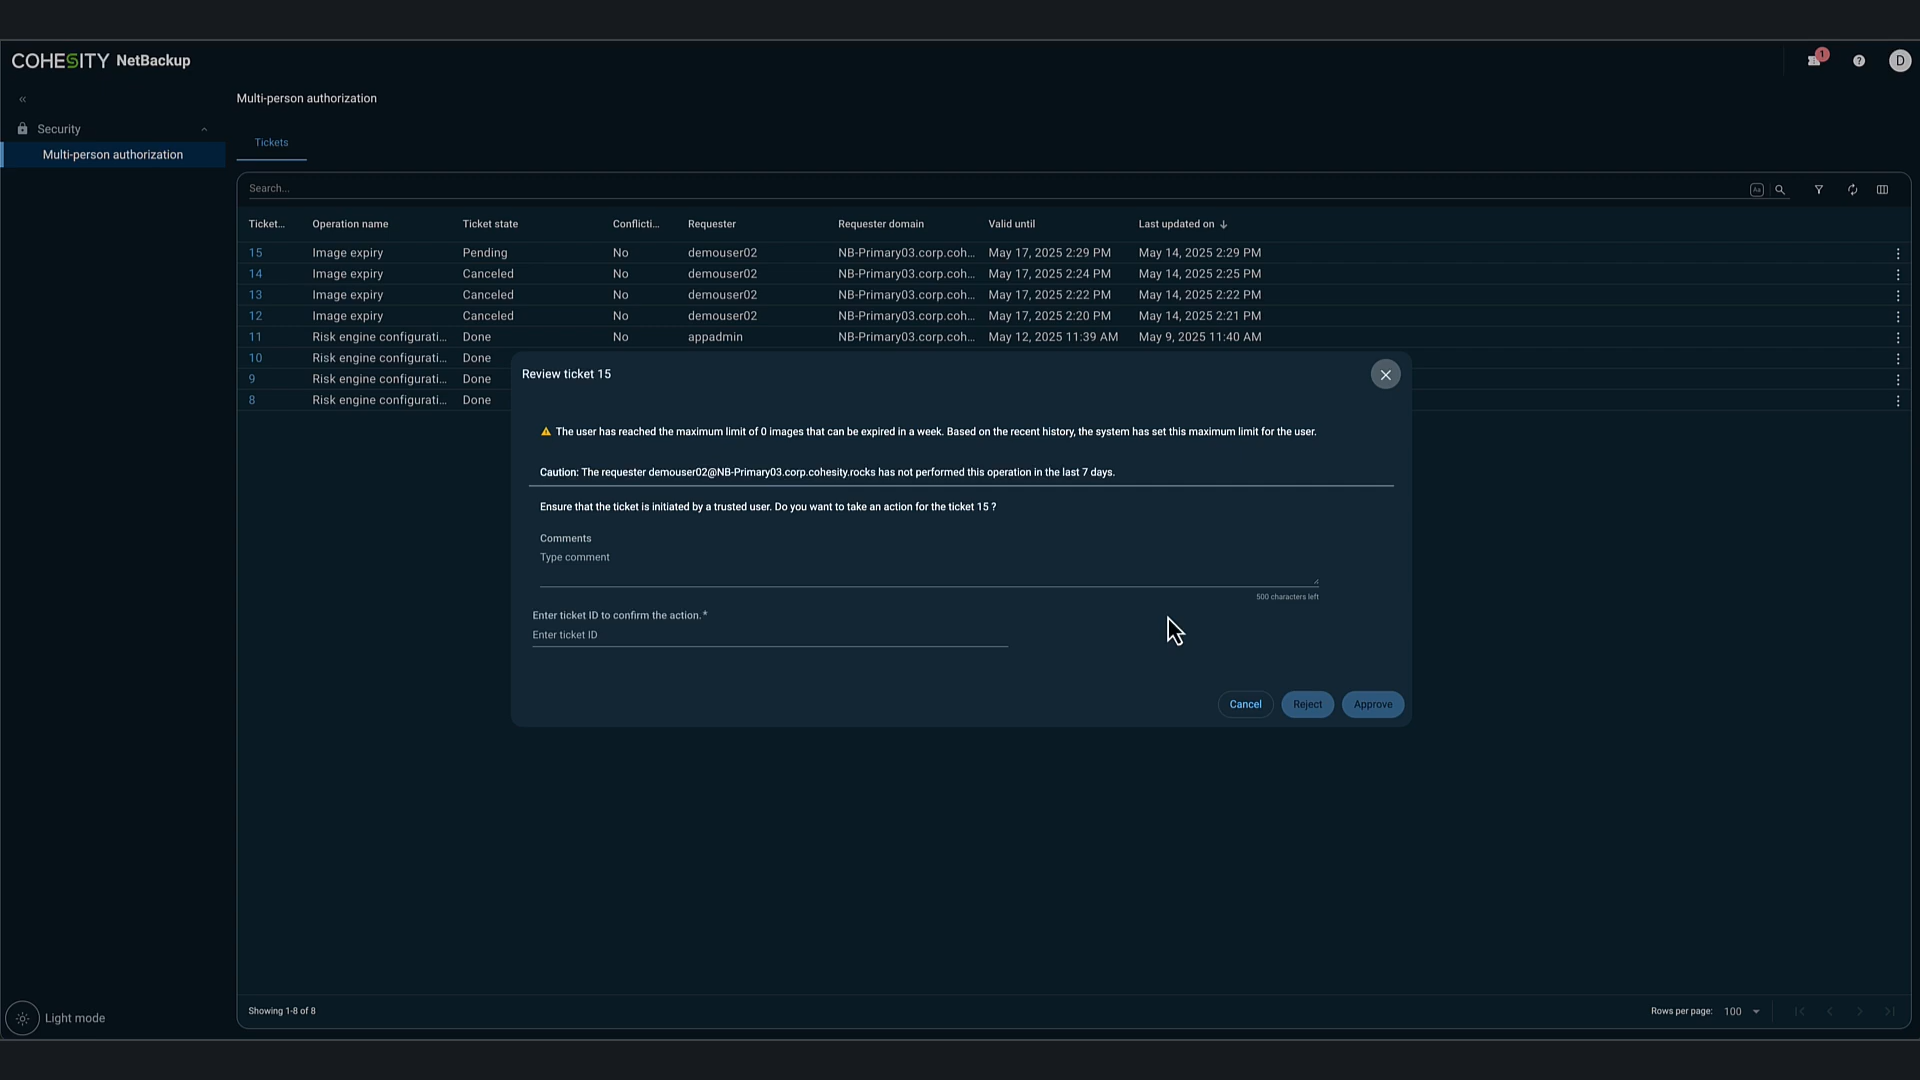 COHESITY NetBackup
1
?
D
«
Multi-person authorization
Security
Multi-person authorization
Tickets
Search...
Aa
Ticket... Operation name Ticket state Conflicti... Requester Requester domain Valid until Last updated on ↓
15 Image expiry Pending No demouser02 NB-Primary03.corp.coh... May 17, 2025 2:29 PM May 14, 2025 2:29 PM
14 Image expiry Canceled No demouser02 NB-Primary03.corp.coh... May 17, 2025 2:24 PM May 14, 2025 2:25 PM
13 Image expiry Canceled No demouser02 NB-Primary03.corp.coh... May 17, 2025 2:22 PM May 14, 2025 2:22 PM
12 Image expiry Canceled No demouser02 NB-Primary03.corp.coh... May 17, 2025 2:20 PM May 14, 2025 2:21 PM
11 Risk engine configurati... Done No appadmin NB-Primary03.corp.coh... May 12, 2025 11:39 AM May 9, 2025 11:40 AM
10 Risk engine configurati... Done
9 Risk engine configurati... Done
8 Risk engine configurati... Done
Review ticket 15
The user has reached the maximum limit of 0 images that can be expired in a week. Based on the recent history, the system has set this maximum limit for the user.
Caution: The requester demouser02@NB-Primary03.corp.cohesity.rocks has not performed this operation in the last 7 days.
Ensure that the ticket is initiated by a trusted user. Do you want to take an action for the ticket 15 ?
Comments
Type comment
500 characters left
Enter ticket ID to confirm the action. *
Enter ticket ID
Cancel Reject Approve
Showing 1-8 of 8
Rows per page: 100
Light mode